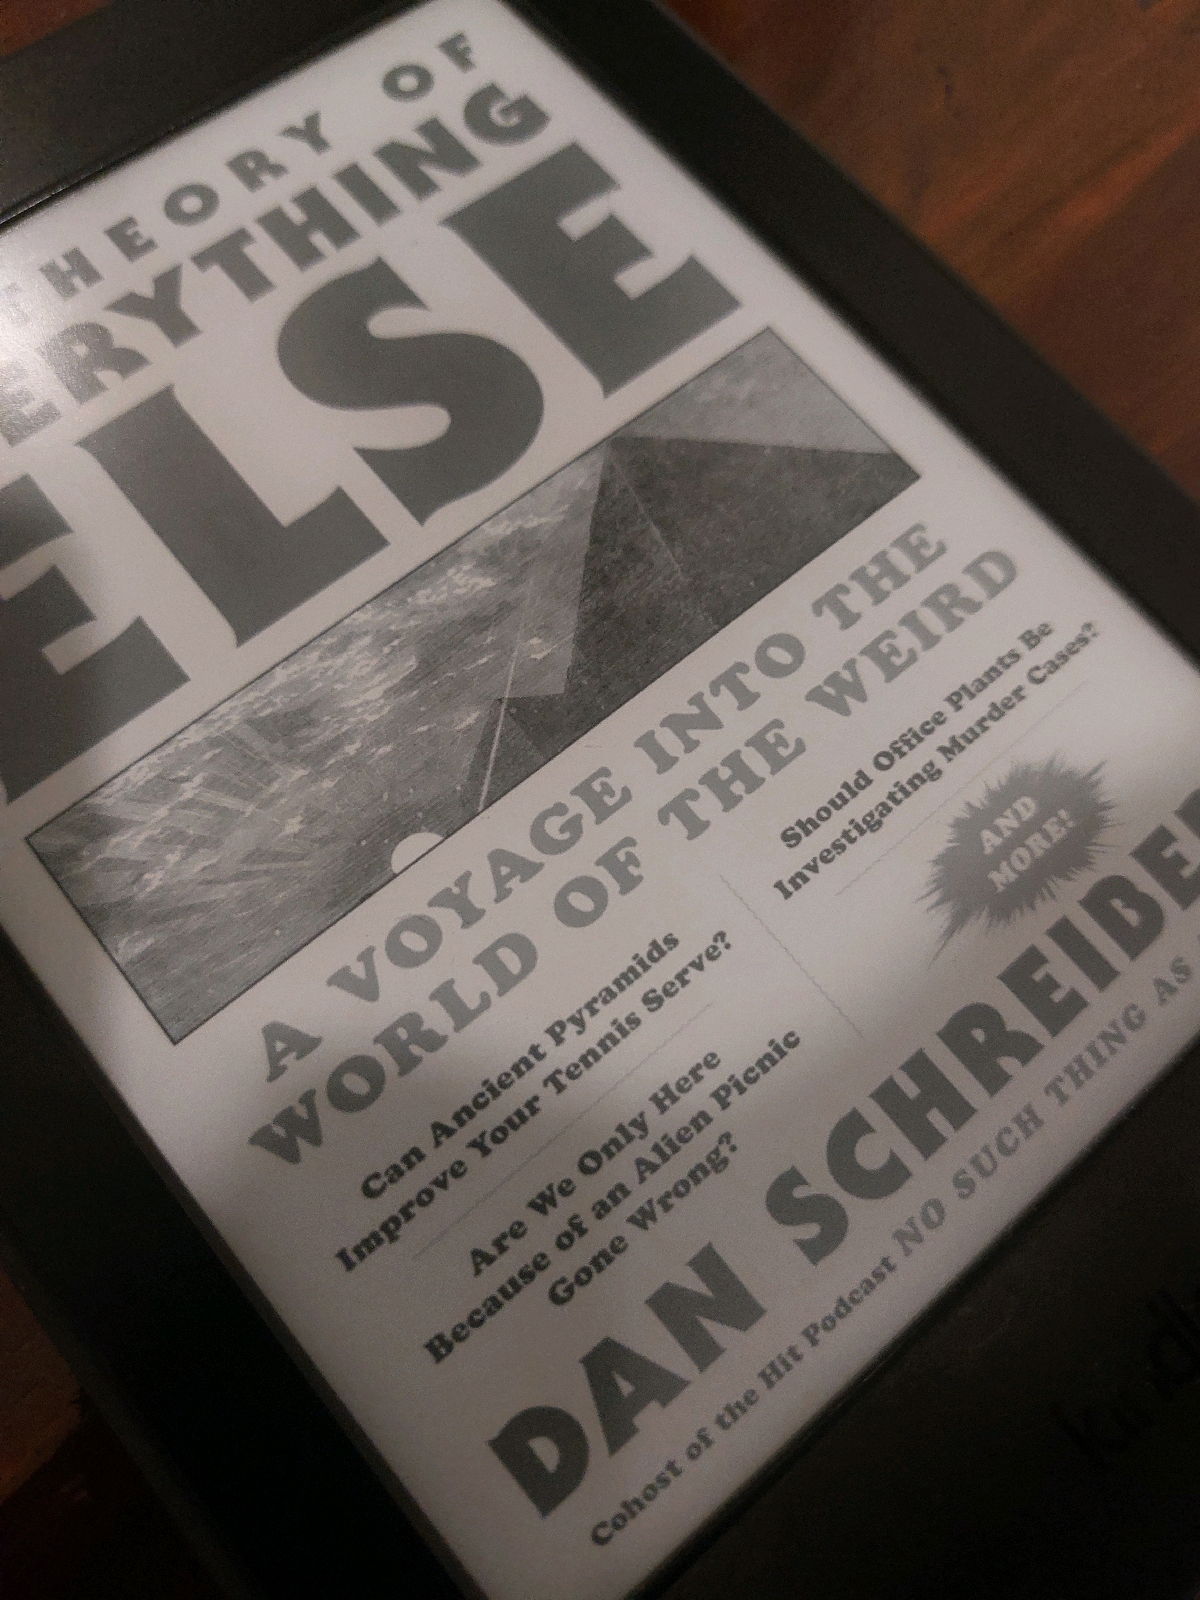 THEORY OF
ERYTHING
ELSE
A VOYAGE INTO THE
WORLD OF THE WEIRD
Can Ancient Pyramids
Improve Your Tennis Serve?
Are We Only Here
Because of an Alien Picnic
Gone Wrong?
Should Office Plants Be
Investigating Murder Cases?
AND
MORE!
DAN SCHREIBER
Cohost of the Hit Podcast NO SUCH THING AS